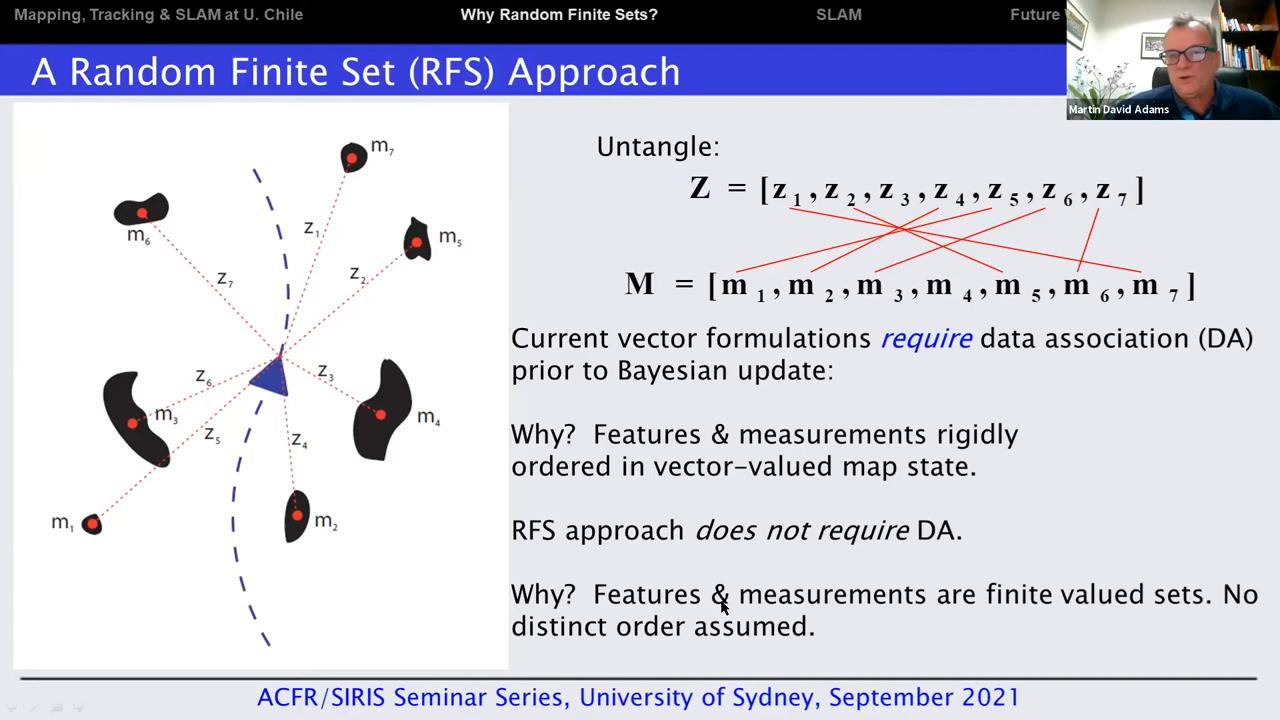 Mapping, Tracking & SLAM at U. Chile
Why Random Finite Sets?
SLAM
Future
A Random Finite Set (RFS) Approach
Martin David Adams
m7
m6
m5
z1
z2
z7
z6
z3
m3
z5
z4
m4
m1
m2
Untangle:
Z = [z 1 , z 2 , z 3 , z 4 , z 5 , z 6 , z 7 ]
M = [m 1 , m 2 , m 3 , m 4 , m 5 , m 6 , m 7 ]
Current vector formulations require data association (DA)
prior to Bayesian update:
Why? Features & measurements rigidly
ordered in vector-valued map state.
RFS approach does not require DA.
Why? Features & measurements are finite valued sets. No
distinct order assumed.
ACFR/SIRIS Seminar Series, University of Sydney, September 2021